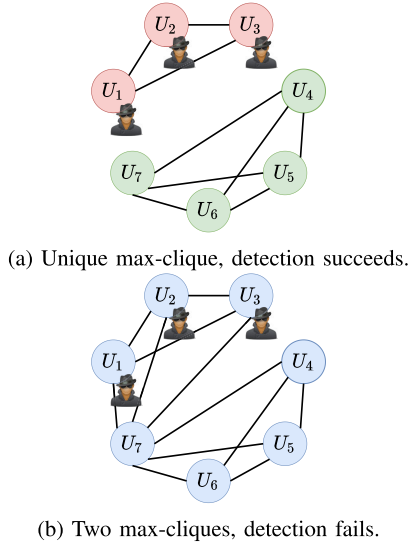 U2 U3
U1
U4
U7
U5
U6
(a) Unique max-clique, detection succeeds.
U2 U3
U1
U4
U7
U5
U6
(b) Two max-cliques, detection fails.